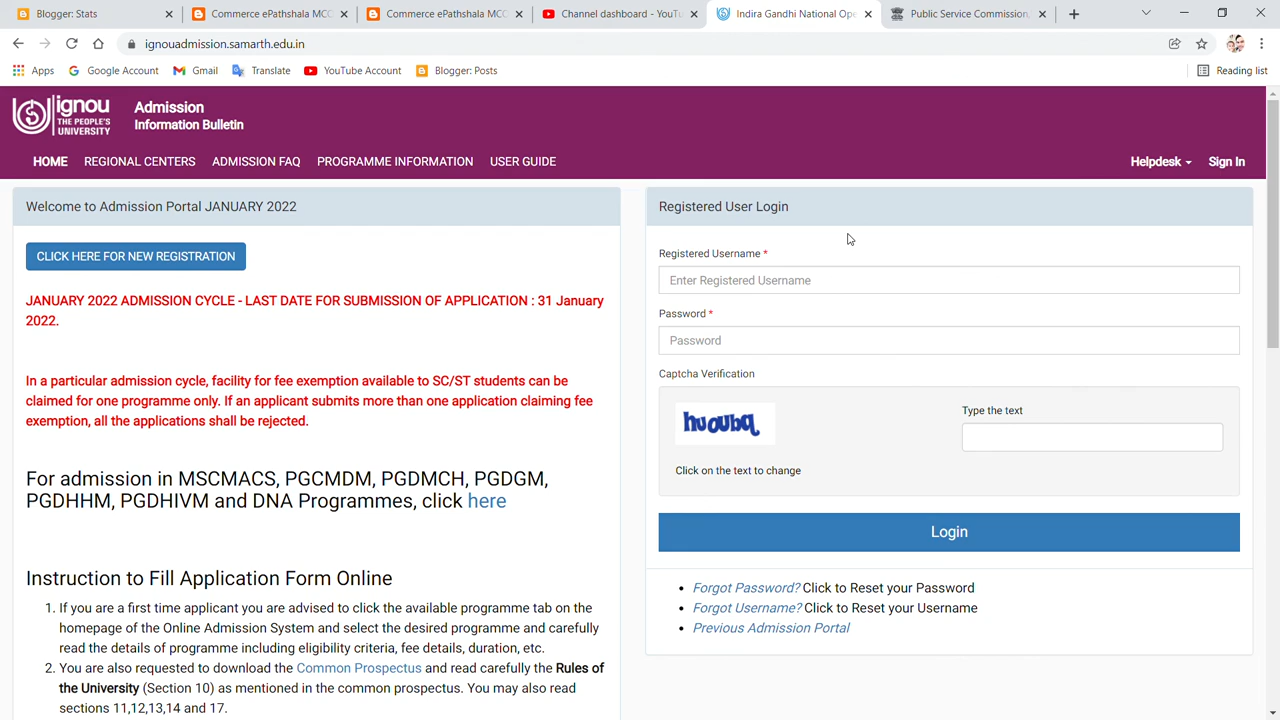 Blogger: Stats
Commerce ePathshala MCC
Commerce ePathshala MCC
Channel dashboard - YouTu
Indira Gandhi National Ope
Public Service Commission,
ignouadmission.samarth.edu.in
Apps
Google Account
Gmail
Translate
YouTube Account
Blogger: Posts
Reading list
ignou
THE PEOPLE'S
UNIVERSITY
Admission
Information Bulletin
HOME
REGIONAL CENTERS
ADMISSION FAQ
PROGRAMME INFORMATION
USER GUIDE
Helpdesk
Sign In
Welcome to Admission Portal JANUARY 2022
CLICK HERE FOR NEW REGISTRATION
JANUARY 2022 ADMISSION CYCLE - LAST DATE FOR SUBMISSION OF APPLICATION : 31 January
2022.
In a particular admission cycle, facility for fee exemption available to SC/ST students can be
claimed for one programme only. If an applicant submits more than one application claiming fee
exemption, all the applications shall be rejected.
For admission in MSCMACS, PGCMDM, PGDMCH, PGDGM,
PGDHHM, PGDHIVM and DNA Programmes, click here
Instruction to Fill Application Form Online
1. If you are a first time applicant you are advised to click the available programme tab on the
homepage of the Online Admission System and select the desired programme and carefully
read the details of programme including eligibility criteria, fee details, duration, etc.
2. You are also requested to download the Common Prospectus and read carefully the Rules of
the University (Section 10) as mentioned in the common prospectus. You may also read
sections 11,12,13,14 and 17.
Registered User Login
Registered Username *
Enter Registered Username
Password *
Password
Captcha Verification
huoubq
Type the text
Click on the text to change
Login
Forgot Password? Click to Reset your Password
Forgot Username? Click to Reset your Username
Previous Admission Portal